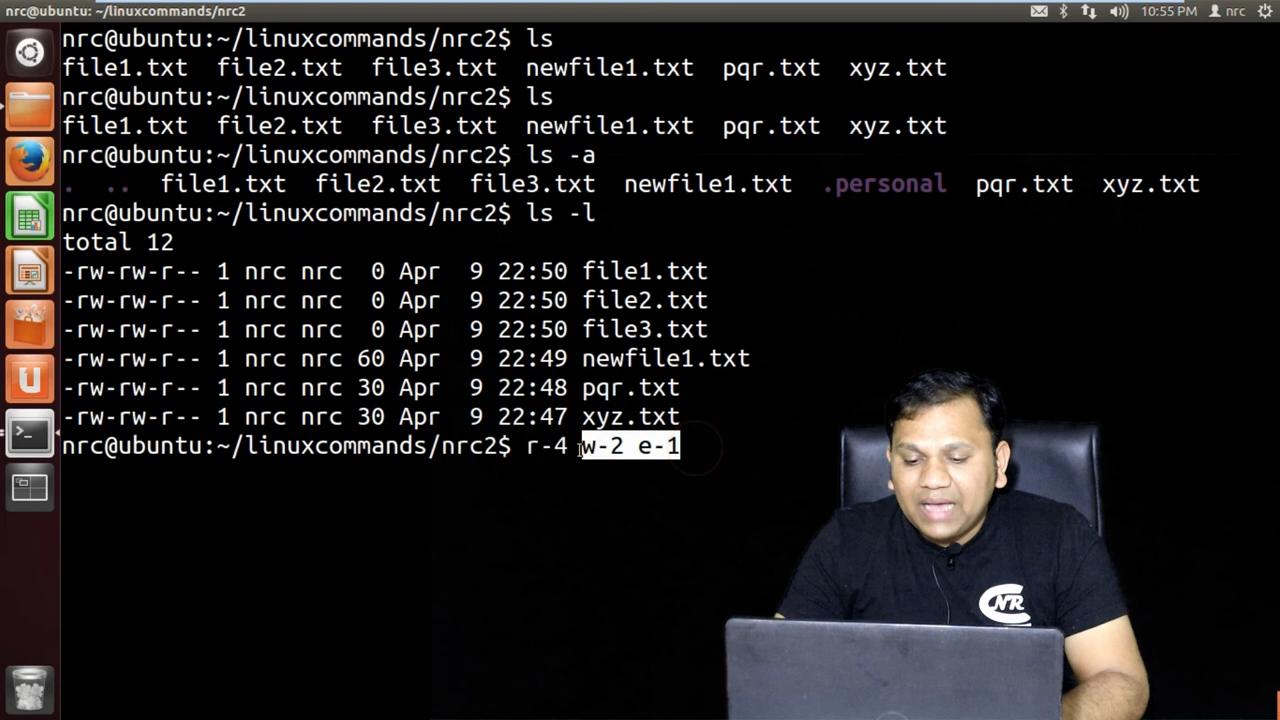 nrc@ubuntu: ~/linuxcommands/nrc2 10:55 PM nrc
nrc@ubuntu:~/linuxcommands/nrc2$ ls
file1.txt file2.txt file3.txt newfile1.txt pqr.txt xyz.txt
nrc@ubuntu:~/linuxcommands/nrc2$ ls
file1.txt file2.txt file3.txt newfile1.txt pqr.txt xyz.txt
nrc@ubuntu:~/linuxcommands/nrc2$ ls -a
. .. file1.txt file2.txt file3.txt newfile1.txt .personal pqr.txt xyz.txt
nrc@ubuntu:~/linuxcommands/nrc2$ ls -l
total 12
-rw-rw-r-- 1 nrc nrc 0 Apr 9 22:50 file1.txt
-rw-rw-r-- 1 nrc nrc 0 Apr 9 22:50 file2.txt
-rw-rw-r-- 1 nrc nrc 0 Apr 9 22:50 file3.txt
-rw-rw-r-- 1 nrc nrc 60 Apr 9 22:49 newfile1.txt
-rw-rw-r-- 1 nrc nrc 30 Apr 9 22:48 pqr.txt
-rw-rw-r-- 1 nrc nrc 30 Apr 9 22:47 xyz.txt
nrc@ubuntu:~/linuxcommands/nrc2$ r-4 w-2 e-1
NR